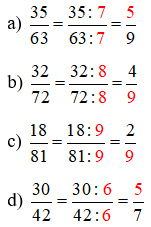 a) 35/63 = 35:7/63:7 = 5/9
b) 32/72 = 32:8/72:8 = 4/9
c) 18/81 = 18:9/81:9 = 2/9
d) 30/42 = 30:6/42:6 = 5/7